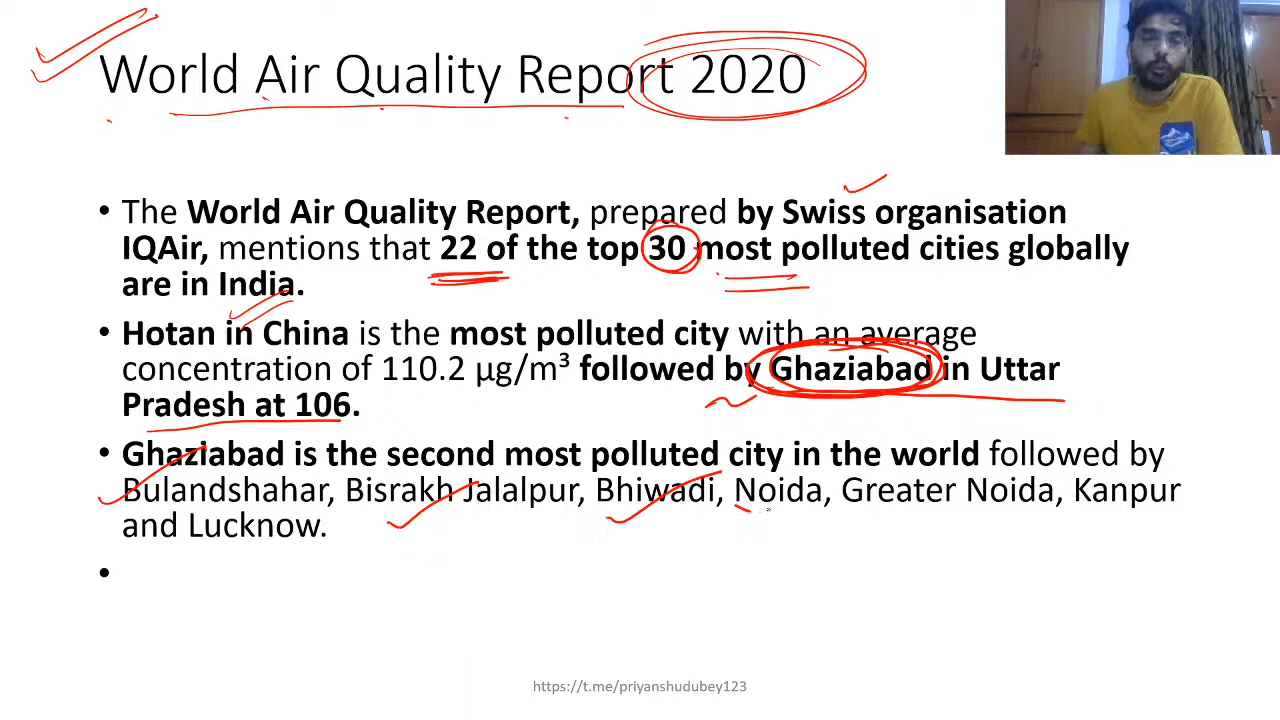 World Air Quality Report 2020
• The World Air Quality Report, prepared by Swiss organisation
IQAir, mentions that 22 of the top 30 most polluted cities globally
are in India.
• Hotan in China is the most polluted city with an average
concentration of 110.2 µg/m³ followed by Ghaziabad in Uttar
Pradesh at 106.
• Ghaziabad is the second most polluted city in the world followed by
Bulandshahar, Bisrakh Jalalpur, Bhiwadi, Noida, Greater Noida, Kanpur
and Lucknow.
•
https://t.me/priyanshudubey123